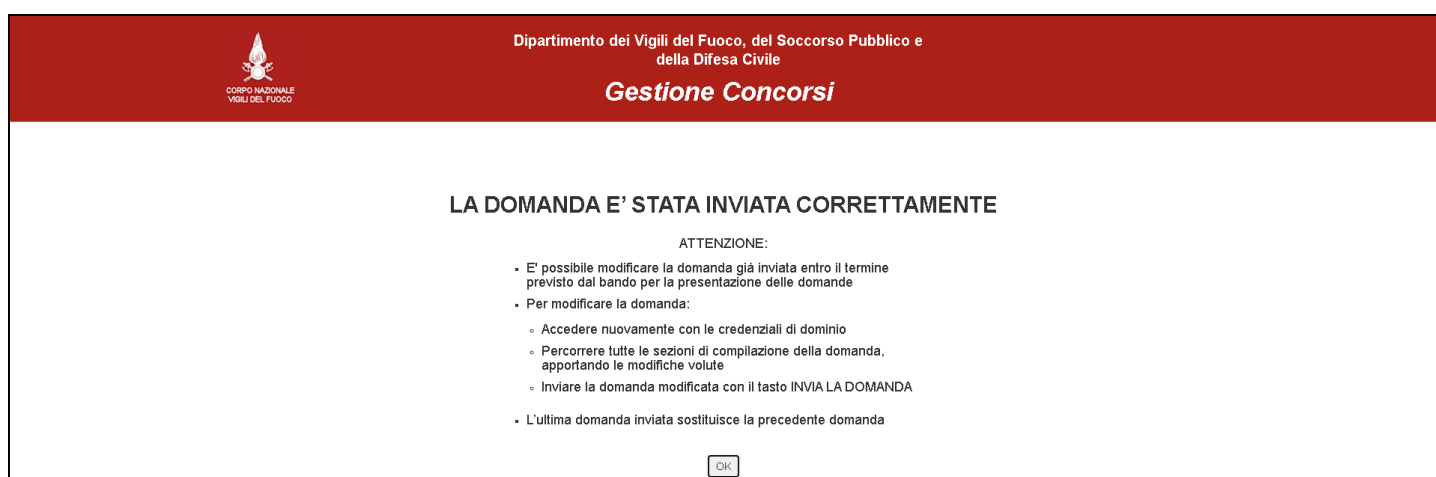 CORPO NAZIONALE
VIGILI DEL FUOCO
Dipartimento dei Vigili del Fuoco, del Soccorso Pubblico e
della Difesa Civile
Gestione Concorsi
LA DOMANDA E’ STATA INVIATA CORRETTAMENTE
ATTENZIONE:
E' possibile modificare la domanda già inviata entro il termine
previsto dal bando per la presentazione delle domande
Per modificare la domanda:
Accedere nuovamente con le credenziali di dominio
Percorrere tutte le sezioni di compilazione della domanda,
apportando le modifiche volute
Inviare la domanda modificata con il tasto INVIA LA DOMANDA
L’ultima domanda inviata sostituisce la precedente domanda
OK